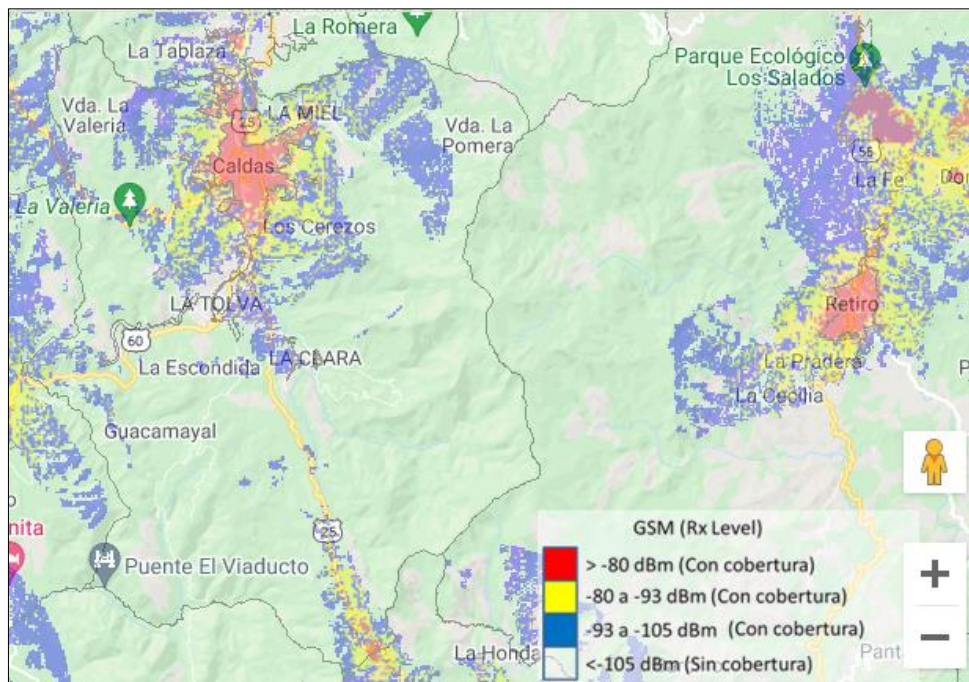 La Romera
La Tablaza
Parque Ecológico
Los Salados
Vda. La
Valeria
25
LA MIEL
Vda. La
Pomera
55
Caldas
La Fe
La Valeria
Los Cerezos
LA TOLVA
Retiro
60
La Escondida
LA CLARA
La Pradera
La Cecilia
Guacamayal
25
Puente El Viaducto
La Honda
GSM (Rx Level)
> -80 dBm (Con cobertura)
-80 a -93 dBm (Con cobertura)
-93 a -105 dBm (Con cobertura)
<-105 dBm (Sin cobertura)